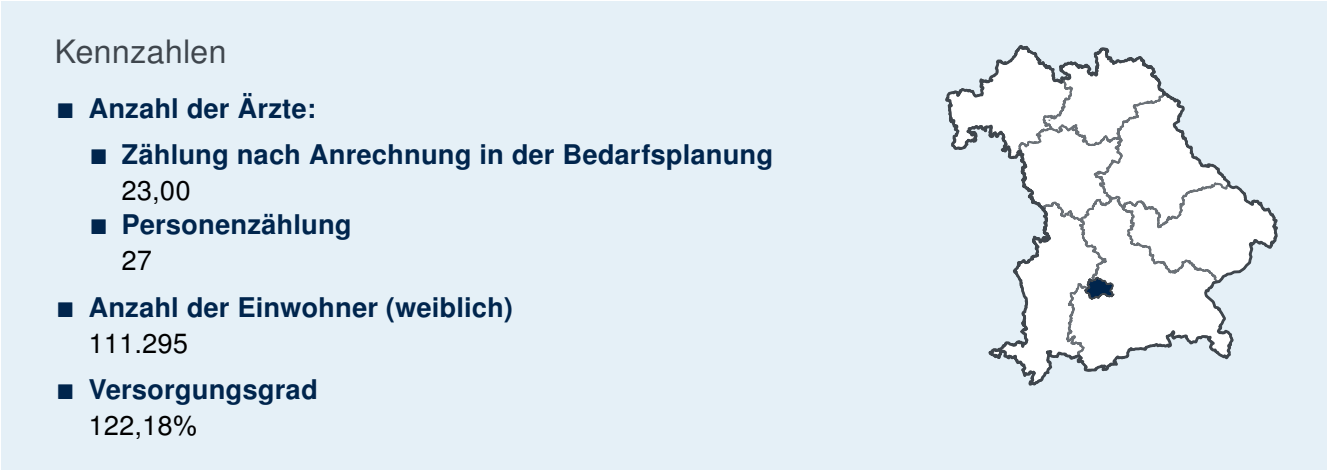 Kennzahlen
■ Anzahl der Ärzte:
■ Zählung nach Anrechnung in der Bedarfsplanung
23,00
■ Personenzählung
27
■ Anzahl der Einwohner (weiblich)
111.295
■ Versorgungsgrad
122,18%